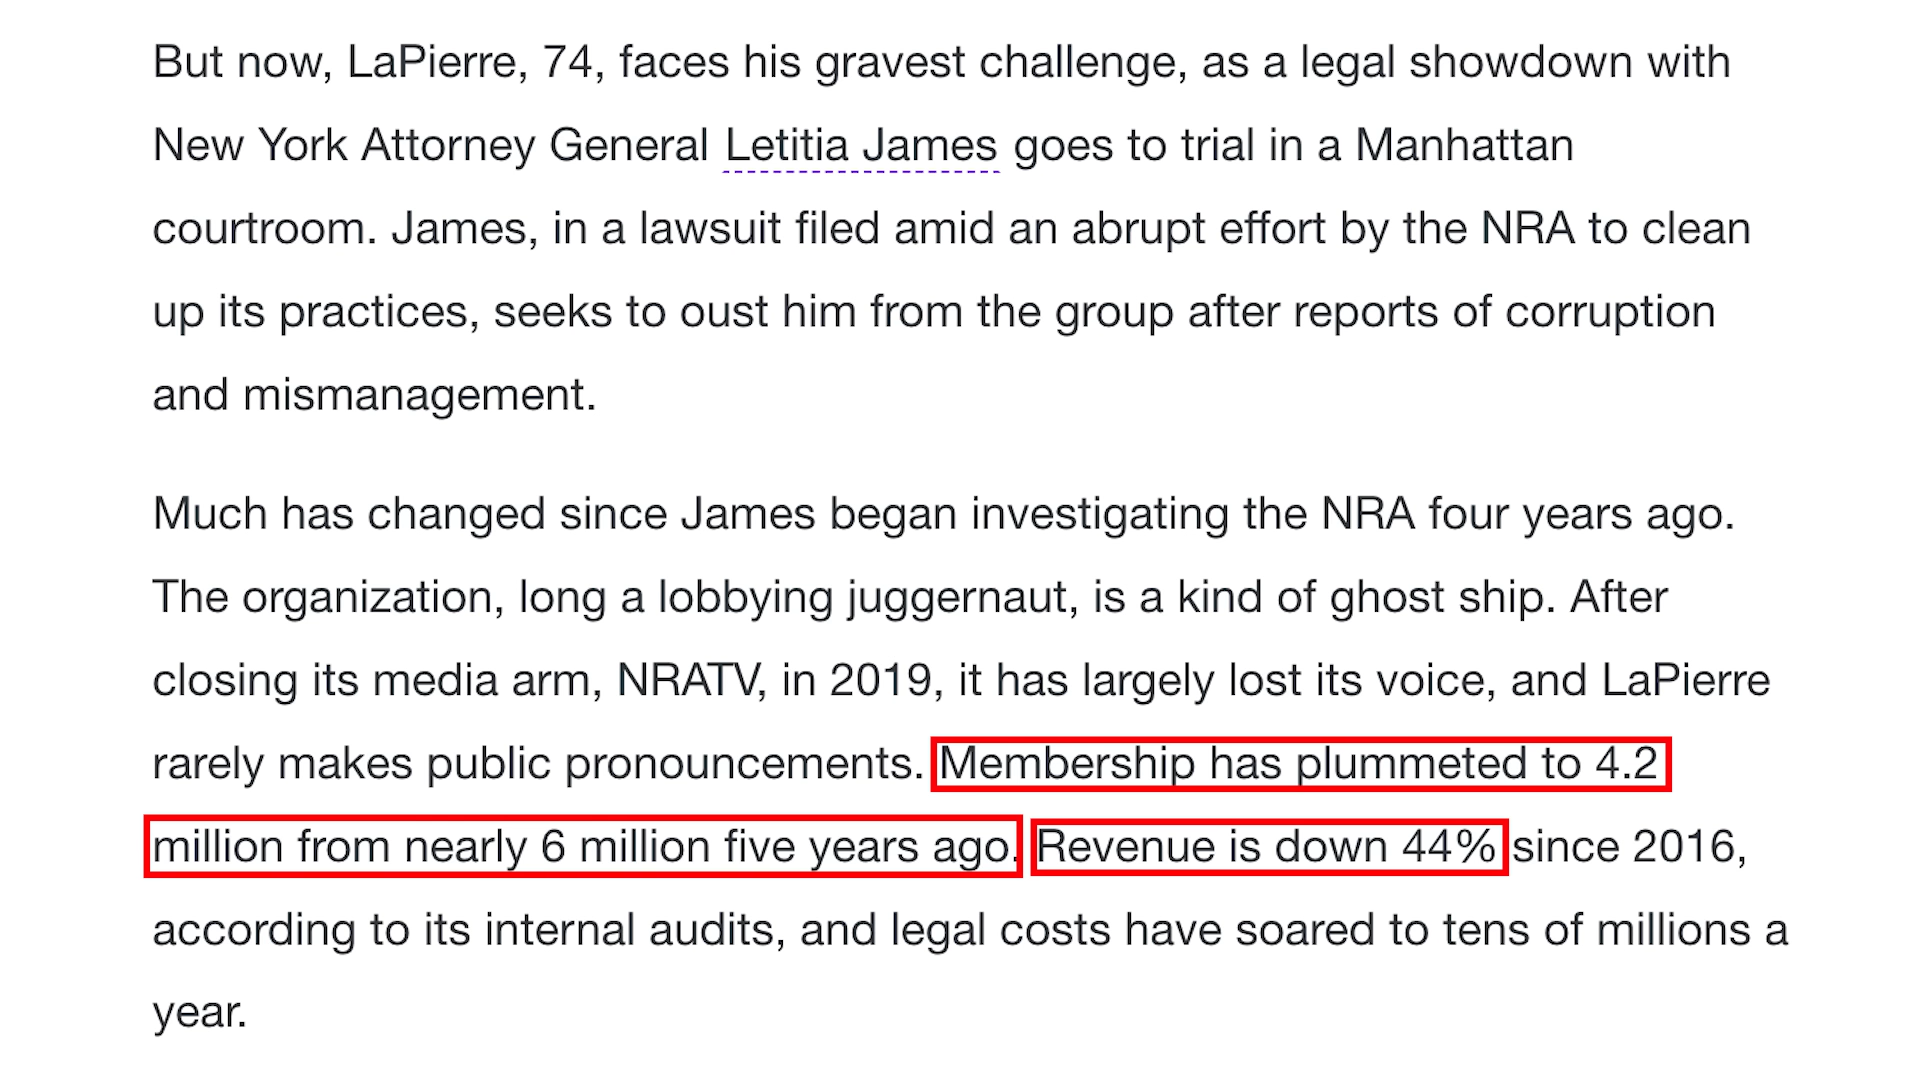 But now, LaPierre, 74, faces his gravest challenge, as a legal showdown with
New York Attorney General Letitia James goes to trial in a Manhattan
courtroom. James, in a lawsuit filed amid an abrupt effort by the NRA to clean
up its practices, seeks to oust him from the group after reports of corruption
and mismanagement.
Much has changed since James began investigating the NRA four years ago.
The organization, long a lobbying juggernaut, is a kind of ghost ship. After
closing its media arm, NRATV, in 2019, it has largely lost its voice, and LaPierre
rarely makes public pronouncements. Membership has plummeted to 4.2
million from nearly 6 million five years ago. Revenue is down 44% since 2016,
according to its internal audits, and legal costs have soared to tens of millions a
year.